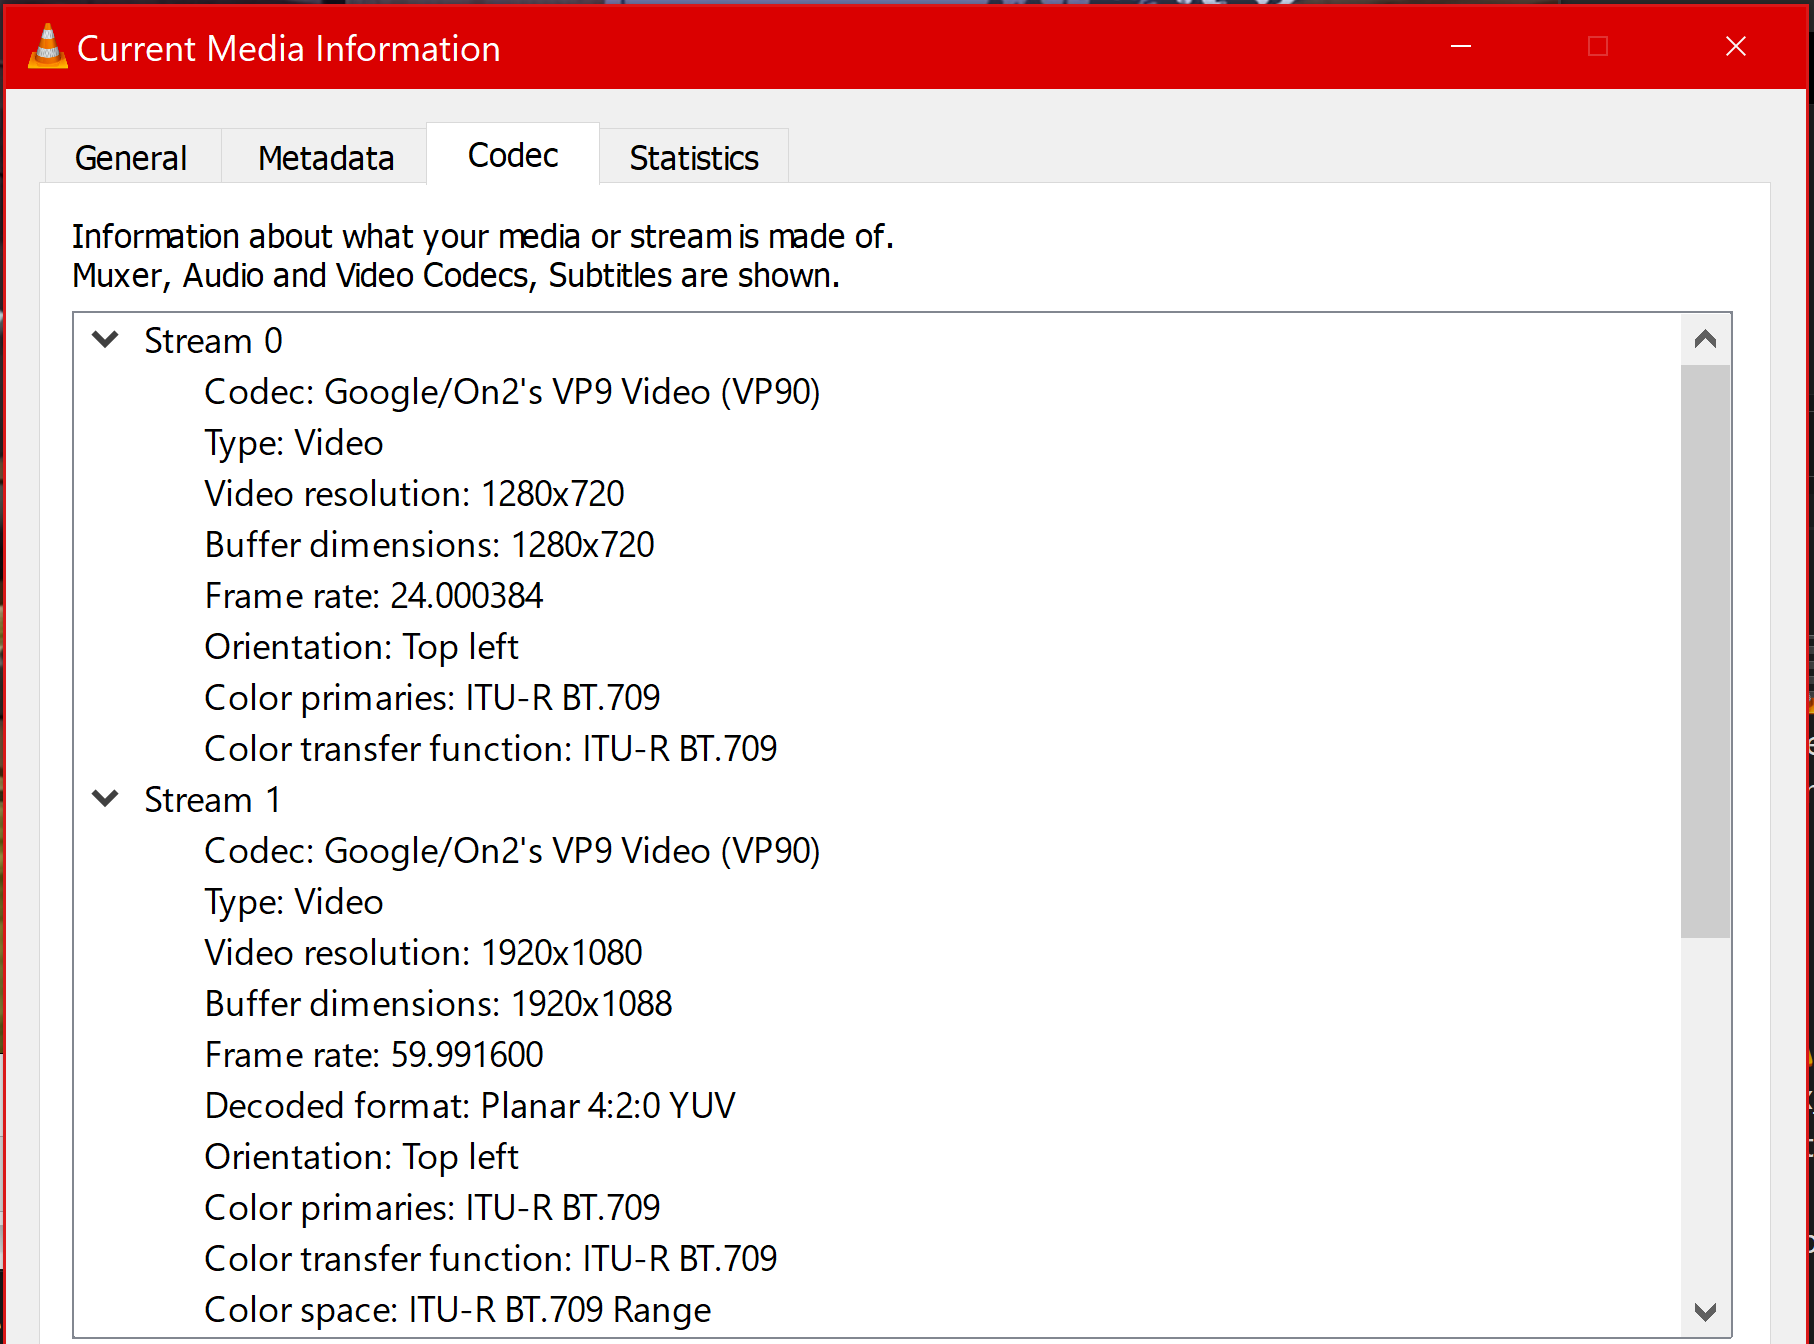 Current Media Information
General Metadata Codec Statistics
Information about what your media or stream is made of.
Muxer, Audio and Video Codecs, Subtitles are shown.
Stream 0
Codec: Google/On2's VP9 Video (VP90)
Type: Video
Video resolution: 1280x720
Buffer dimensions: 1280x720
Frame rate: 24.000384
Orientation: Top left
Color primaries: ITU-R BT.709
Color transfer function: ITU-R BT.709
Stream 1
Codec: Google/On2's VP9 Video (VP90)
Type: Video
Video resolution: 1920x1080
Buffer dimensions: 1920x1088
Frame rate: 59.991600
Decoded format: Planar 4:2:0 YUV
Orientation: Top left
Color primaries: ITU-R BT.709
Color transfer function: ITU-R BT.709
Color space: ITU-R BT.709 Range